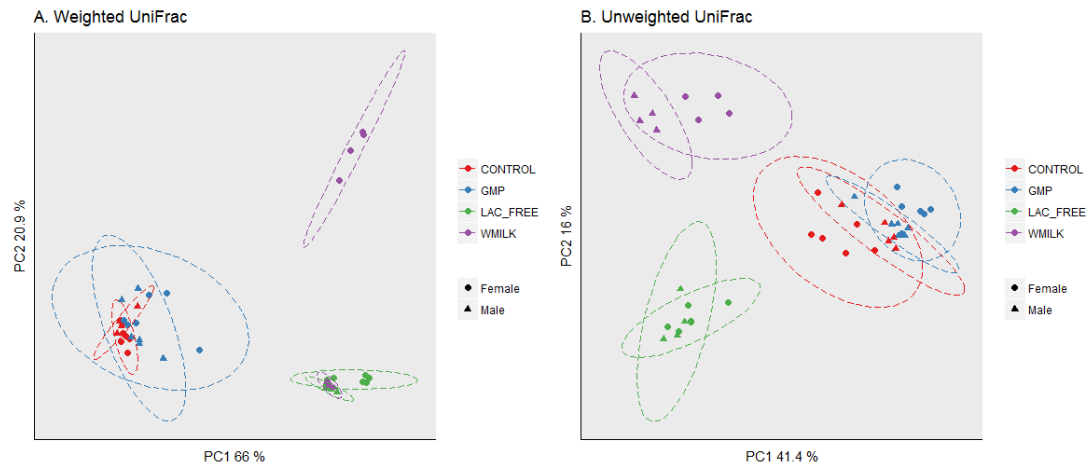 A. Weighted UniFrac
PC2 20.9 %
PC1 66 %
CONTROL
GMP
LAC_FREE
WMILK
Female
Male
B. Unweighted UniFrac
PC2 16 %
PC1 41.4 %
CONTROL
GMP
LAC_FREE
WMILK
Female
Male